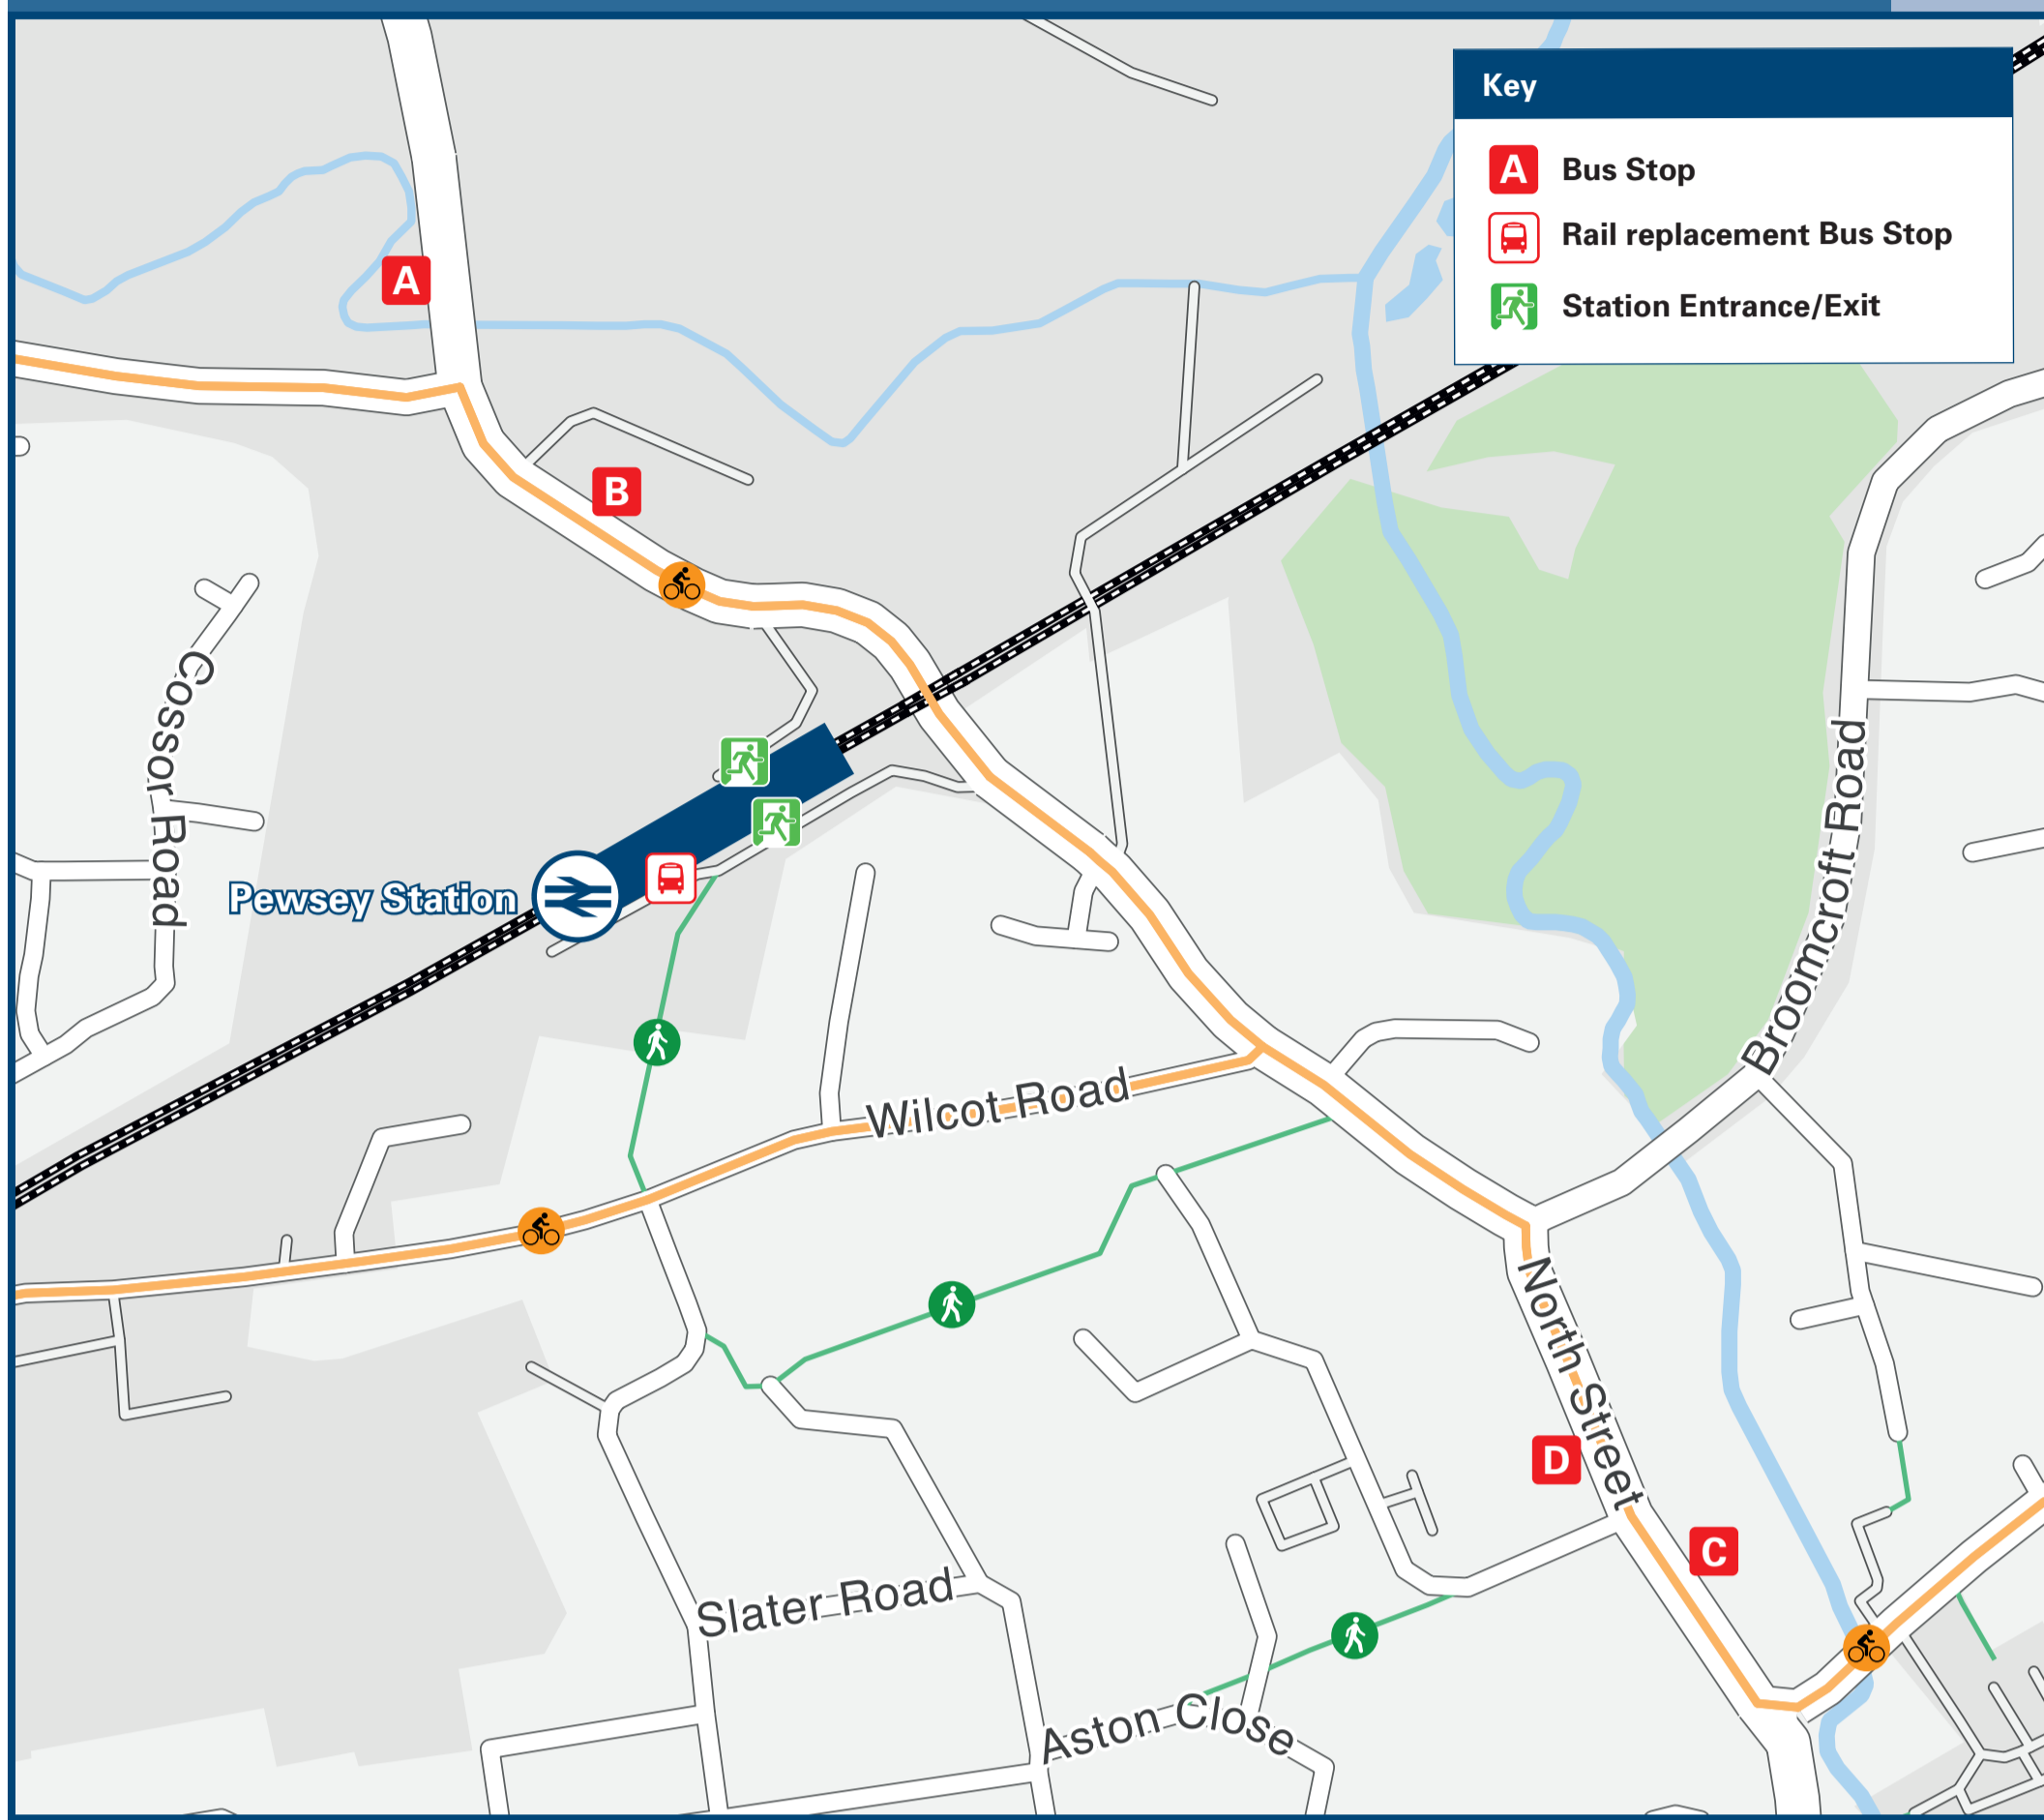 Key
A Bus Stop
Rail replacement Bus Stop
Station Entrance/Exit
A
B
Cossor Road
Pewsey Station
Broomcroft Road
Wilcot Road
North Street
D
C
Slater Road
Aston Close